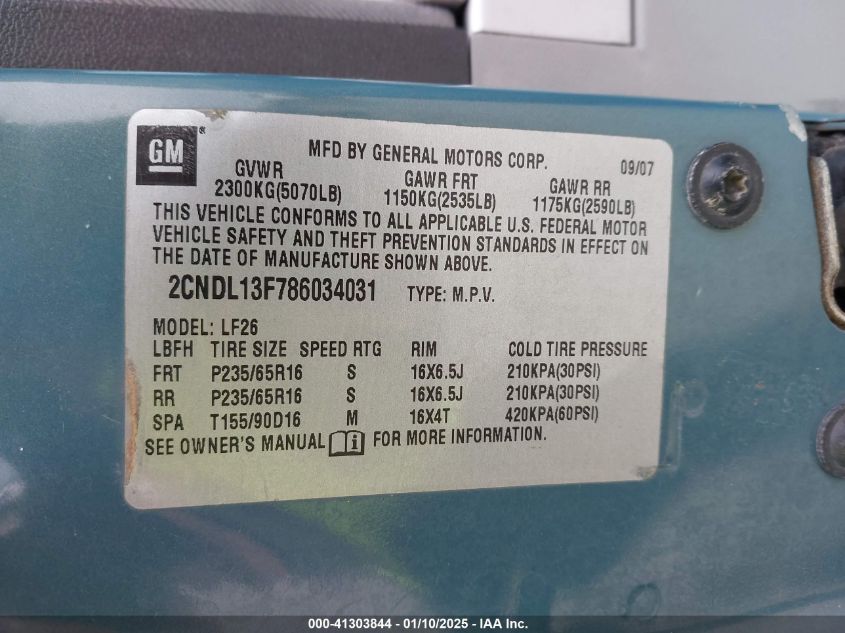 GM®
MFD BY GENERAL MOTORS CORP. 09/07
GVWR GAWR FRT GAWR RR
2300KG(5070LB) 1150KG(2535LB) 1175KG(2590LB)
THIS VEHICLE CONFORMS TO ALL APPLICABLE U.S. FEDERAL MOTOR
VEHICLE SAFETY AND THEFT PREVENTION STANDARDS IN EFFECT ON
THE DATE OF MANUFACTURE SHOWN ABOVE.
2CNDL13F786034031 TYPE: M.P.V.
MODEL: LF26
LBFH TIRE SIZE SPEED RTG RIM COLD TIRE PRESSURE
FRT P235/65R16 S 16X6.5J 210KPA(30PSI)
RR P235/65R16 S 16X6.5J 210KPA(30PSI)
SPA T155/90D16 M 16X4T 420KPA(60PSI)
SEE OWNER'S MANUAL i FOR MORE INFORMATION.
000-41303844 - 01/10/2025 - IAA Inc.